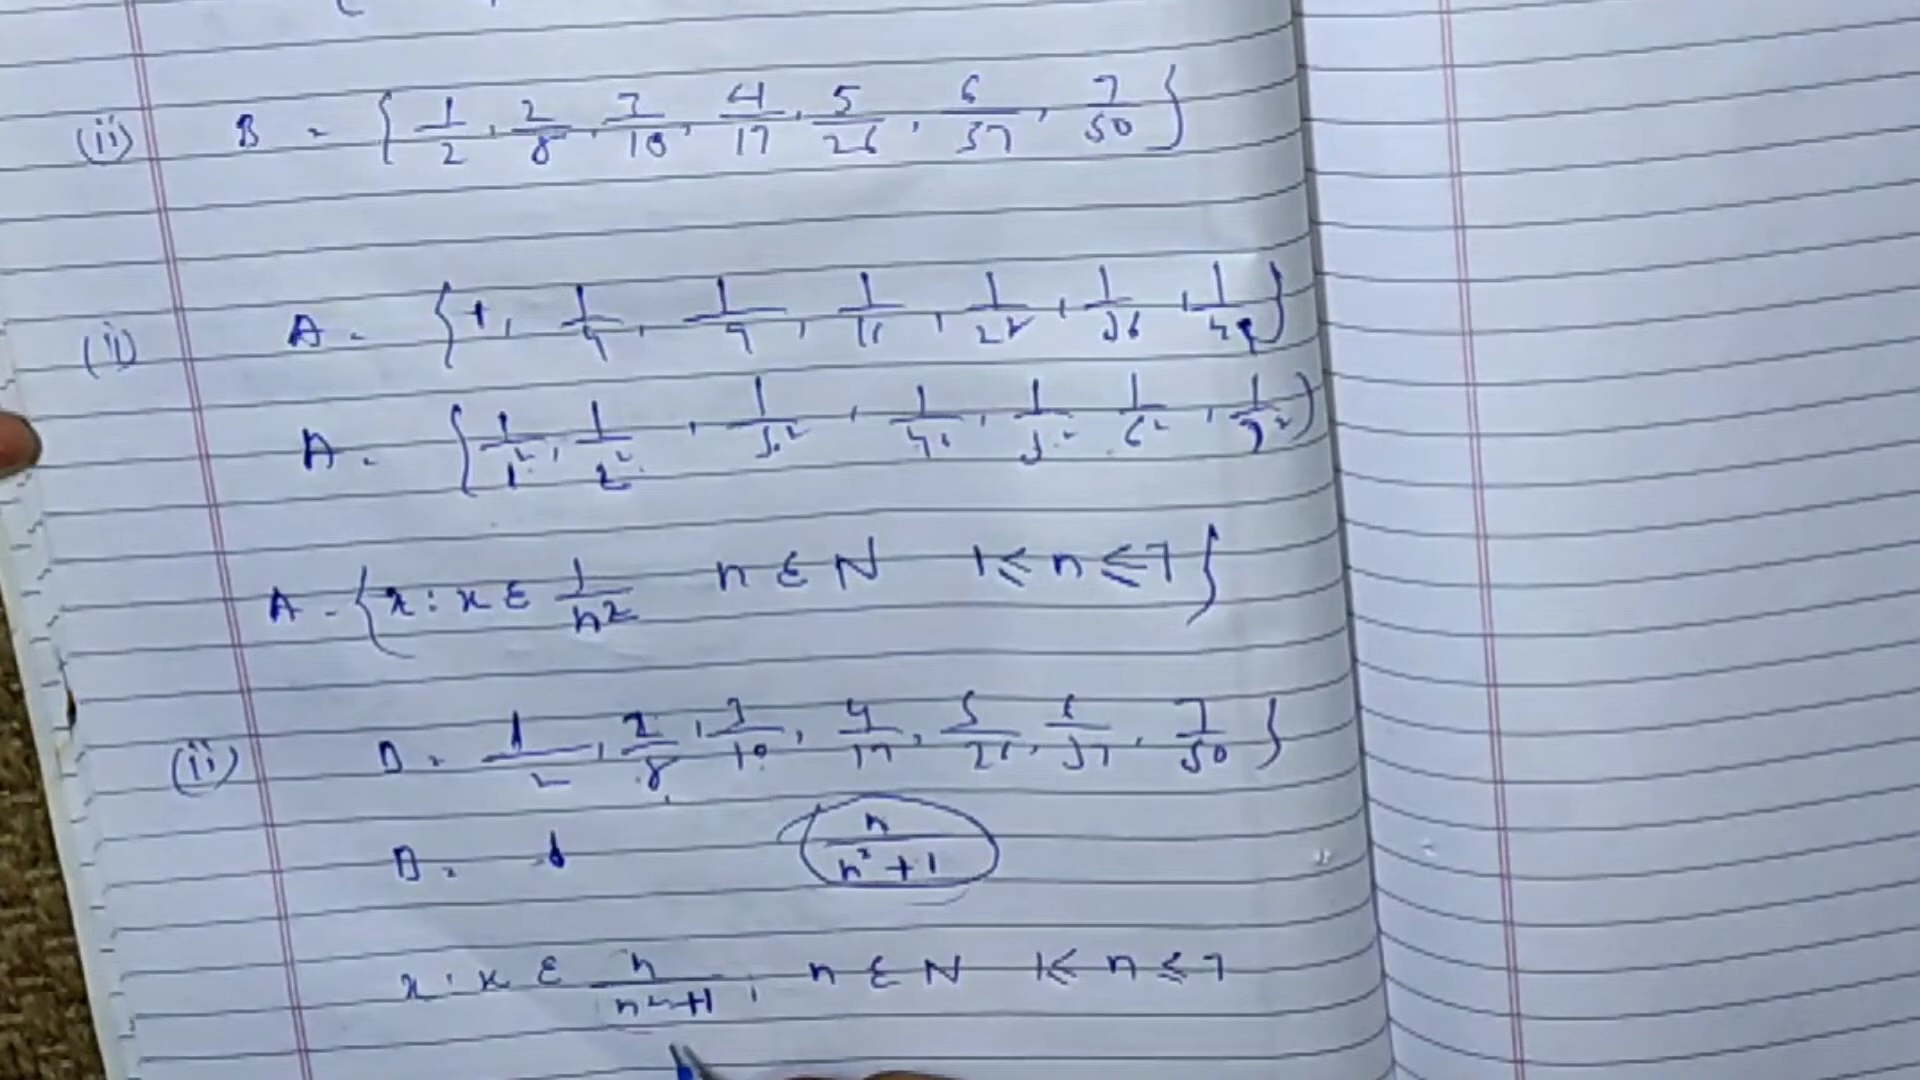 (ii) B = { 1/2, 2/8, 3/10, 4/17, 5/26, 6/37, 7/50 }
(i) A = { 1, 1/4, 1/9, 1/16, 1/25, 1/36, 1/49 }
A = { 1/1², 1/2², 1/3², 1/4², 1/5², 1/6², 1/7² }
A = { x : x ε 1/n² n ε N 1 ≤ n ≤ 7 }
(ii) B = 1/2, 2/8, 3/10, 4/17, 5/26, 6/37, 7/50 }
B = 1 n/n²+1
x : x ε n/n²+1, n ε N 1 ≤ n ≤ 7